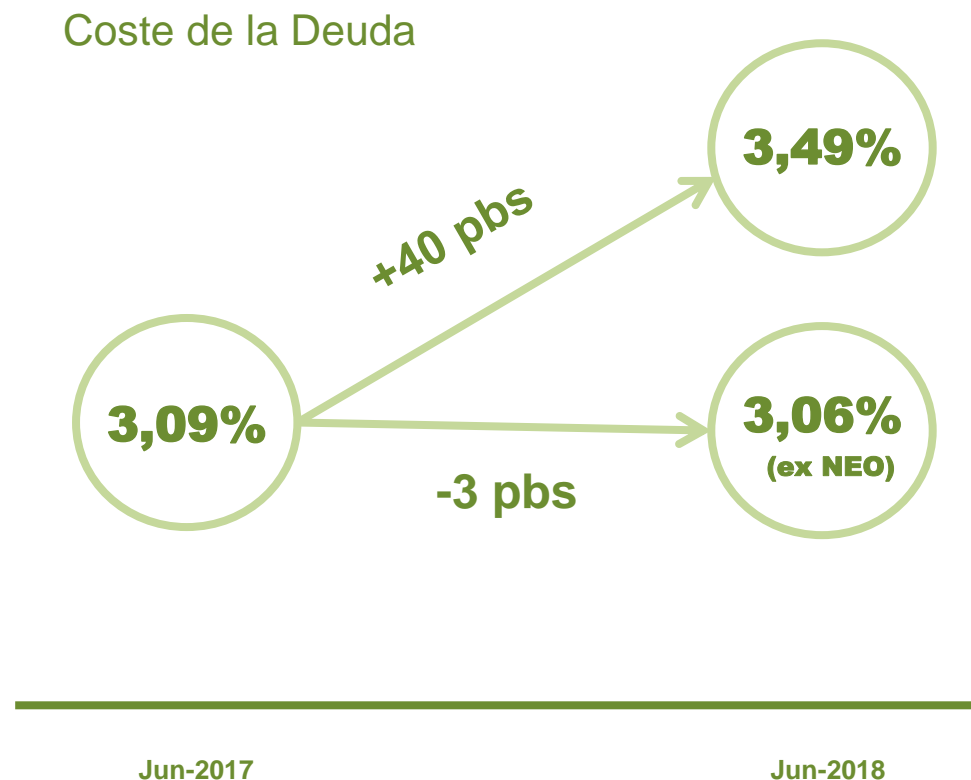 Coste de la Deuda
3,49%
+40 pbs
3,09%
3,06%
(ex NEO)
-3 pbs
Jun-2017
Jun-2018